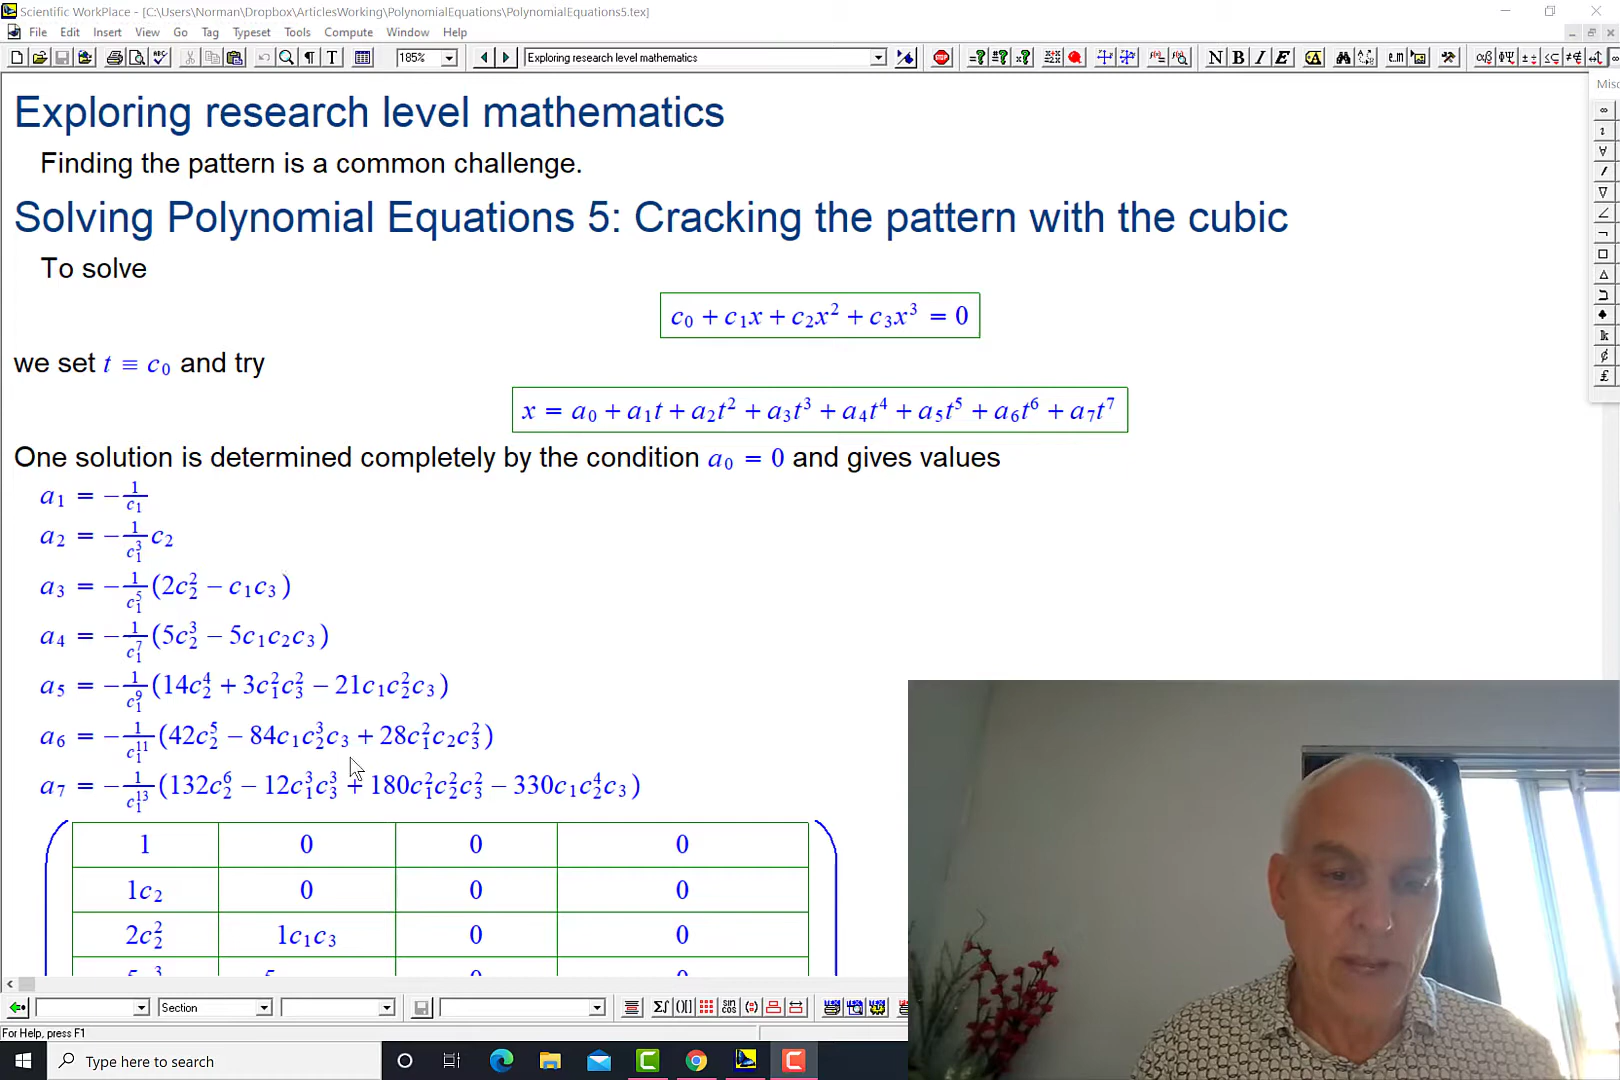 Scientific WorkPlace - [C:\Users\Norman\Dropbox\ArticlesWorking\PolynomialEquations\PolynomialEquations5.tex]
File Edit Insert View Go Tag Typeset Tools Compute Window Help
185% Exploring research level mathematics N B I E
Misc
Exploring research level mathematics
Finding the pattern is a common challenge.
Solving Polynomial Equations 5: Cracking the pattern with the cubic
To solve
c₀ + c₁x + c₂x² + c₃x³ = 0
we set t ≡ c₀ and try
x = a₀ + a₁t + a₂t² + a₃t³ + a₄t⁴ + a₅t⁵ + a₆t⁶ + a₇t⁷
One solution is determined completely by the condition a₀ = 0 and gives values
a₁ = −1/c₁
a₂ = −1/c₁³ c₂
a₃ = −1/c₁⁵ (2c₂² − c₁c₃)
a₄ = −1/c₁⁷ (5c₂³ − 5c₁c₂c₃)
a₅ = −1/c₁⁹ (14c₂⁴ + 3c₁²c₃² − 21c₁c₂²c₃)
a₆ = −1/c₁¹¹ (42c₂⁵ − 84c₁c₂³c₃ + 28c₁²c₂c₃²)
a₇ = −1/c₁¹³ (132c₂⁶ − 12c₁³c₃³ + 180c₁²c₂²c₃² − 330c₁c₂⁴c₃)
1 0 0 0
1c₂ 0 0 0
2c₂² 1c₁c₃ 0 0
0 0
Section
For Help, press F1
Type here to search